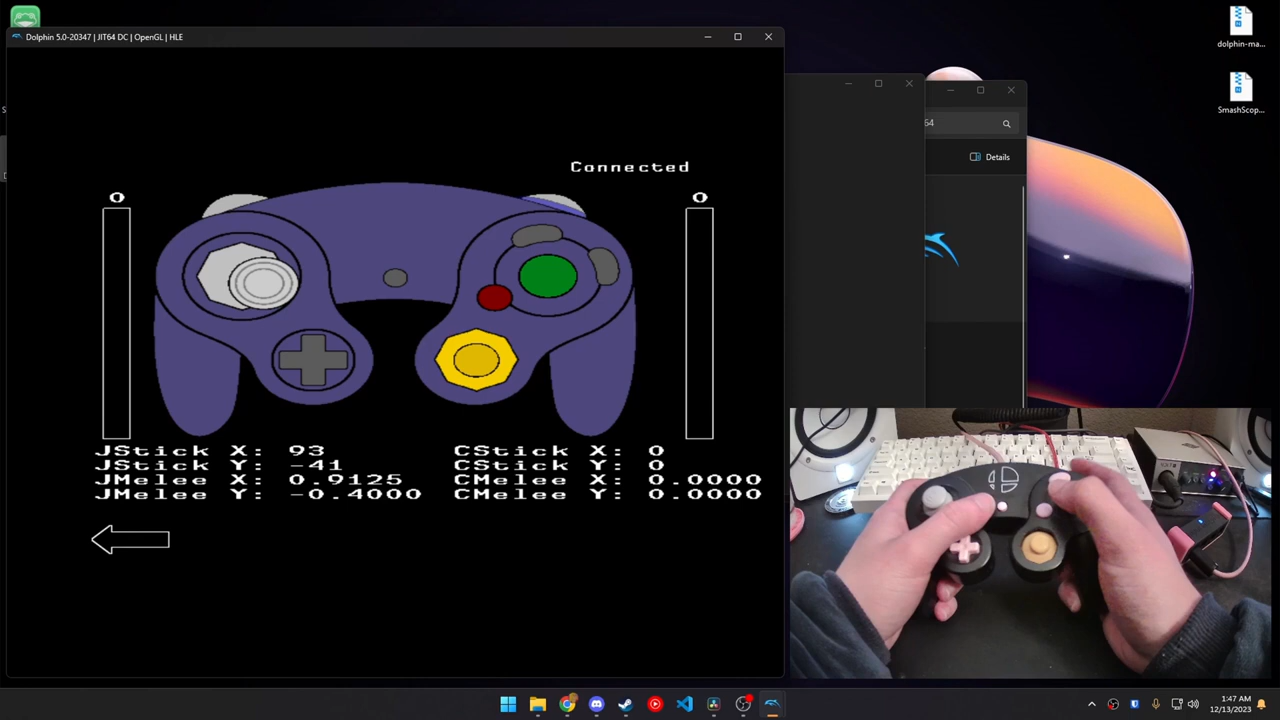 Dolphin 5.0-20347 | JIT64 DC | OpenGL | HLE
dolphin-ma...
SmashScop...
64
Details
Connected
0
0
JStick X: 93
JStick Y: -41
JMelee X: 0.9125
JMelee Y: -0.4000
CStick X: 0
CStick Y: 0
CMelee X: 0.0000
CMelee Y: 0.0000
1:47 AM
12/13/2023